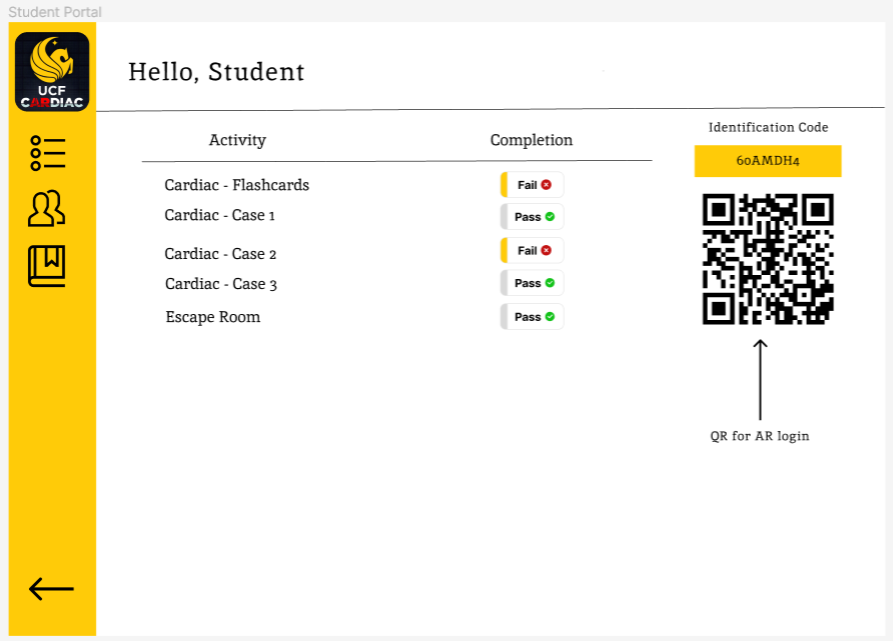 Student Portal
UCF
CARDIAC
Hello, Student
Activity
Completion
Cardiac - Flashcards
Fail
Cardiac - Case 1
Pass
Cardiac - Case 2
Fail
Cardiac - Case 3
Pass
Escape Room
Pass
Identification Code
60AMDH4
QR for AR login